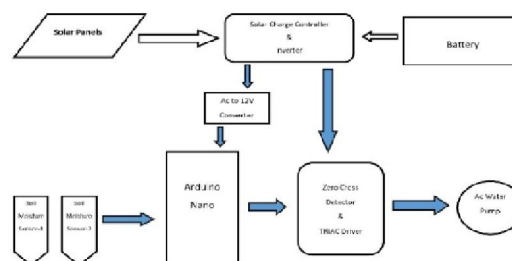 Solar Panels
Solar Charge Controller
&
Inverter
Battery
Ac to 12V
Converter
Arduino
Nano
Zero Cross
Detector
&
TRIAC Driver
Ac Water
Pump
Soil
Moisture
Sensor-1
Soil
Moisture
Sensor-2